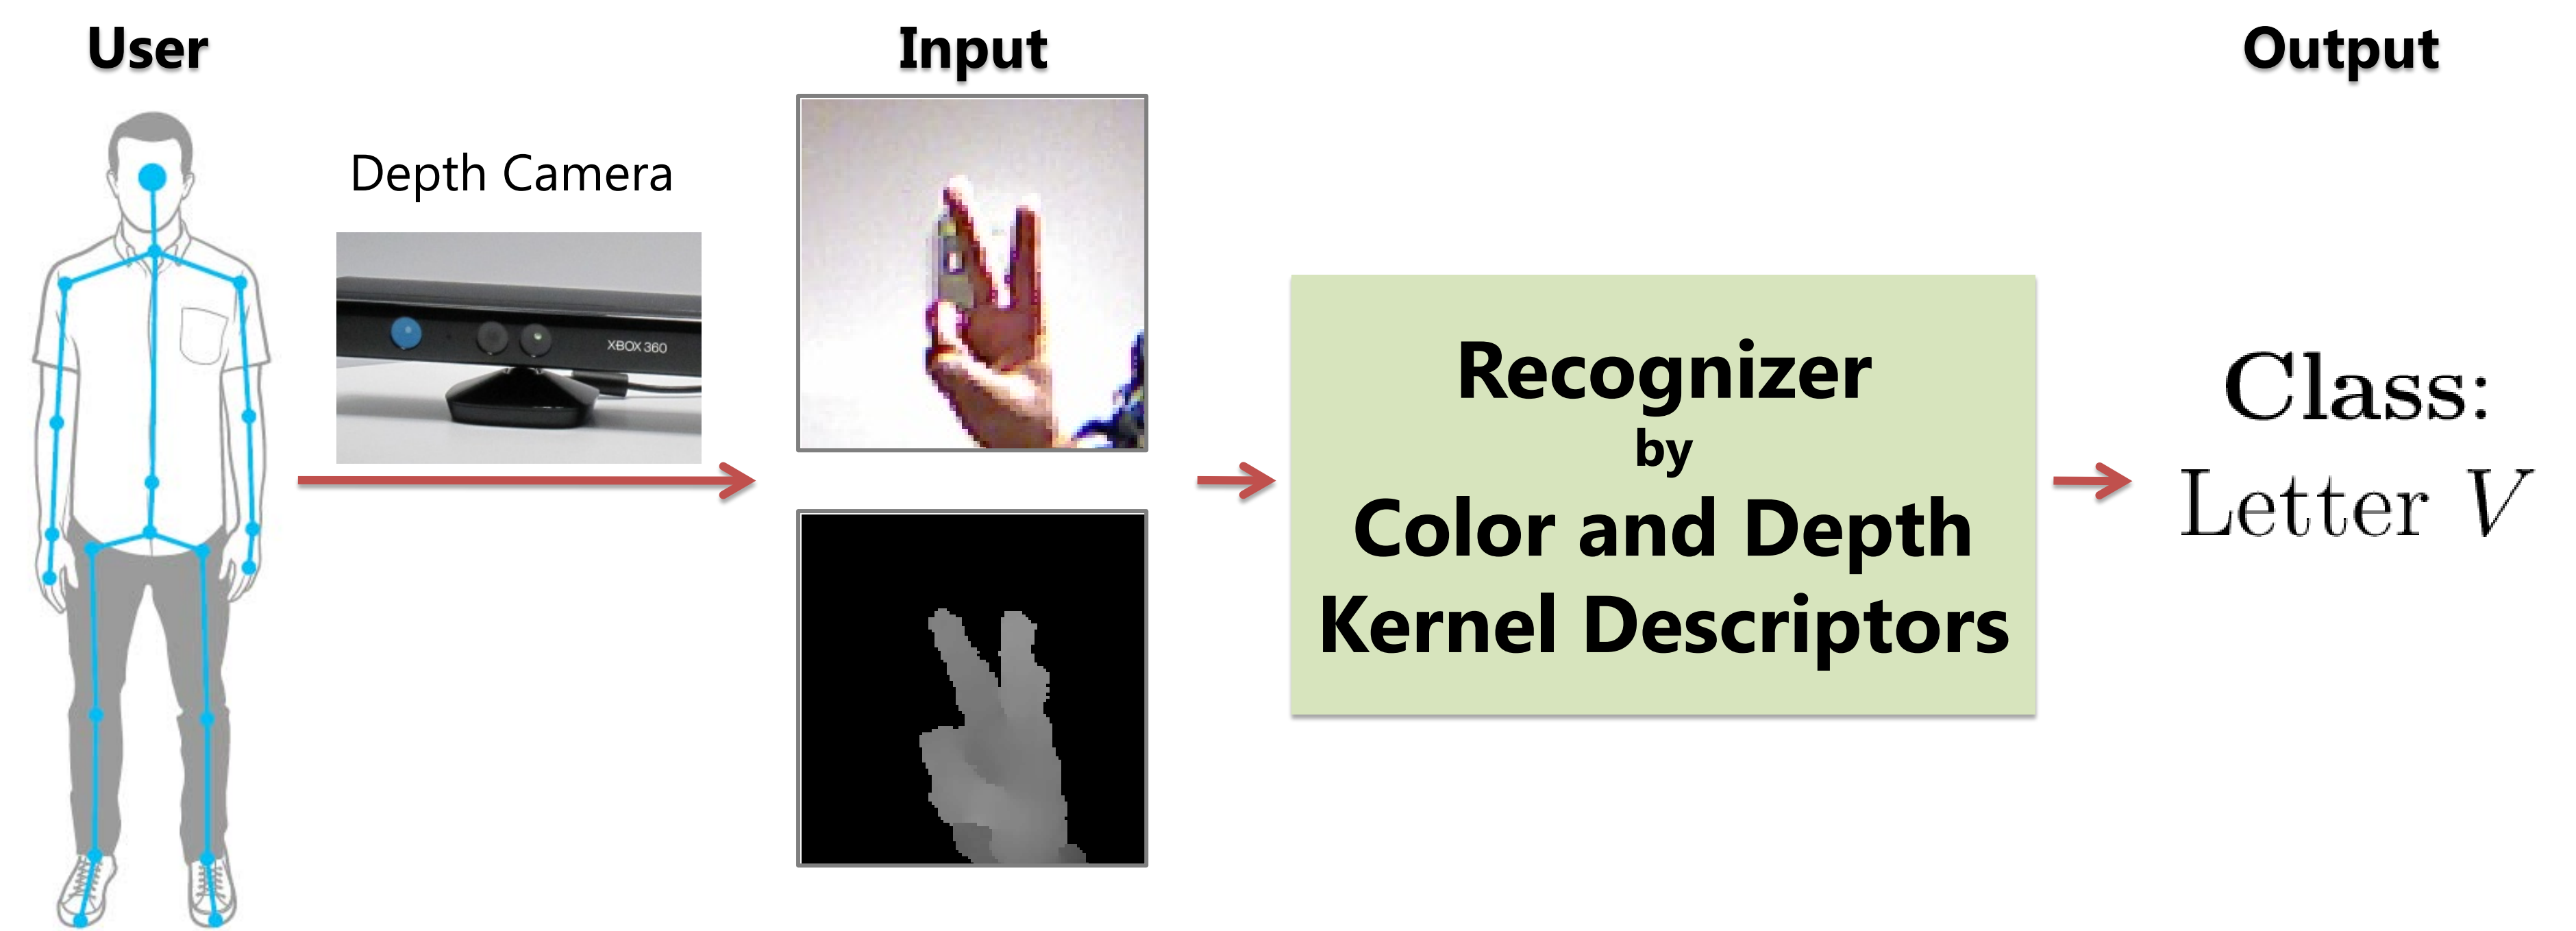 User
Input
Output
Depth Camera
XBOX 360
Recognizer
by
Color and Depth
Kernel Descriptors
Class:
Letter V